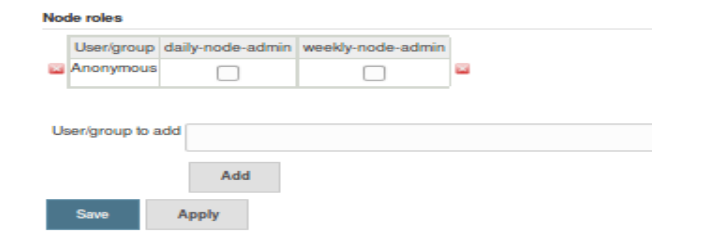 Node roles
User/group daily-node-admin weekly-node-admin
Anonymous
User/group to add
Add
Save Apply